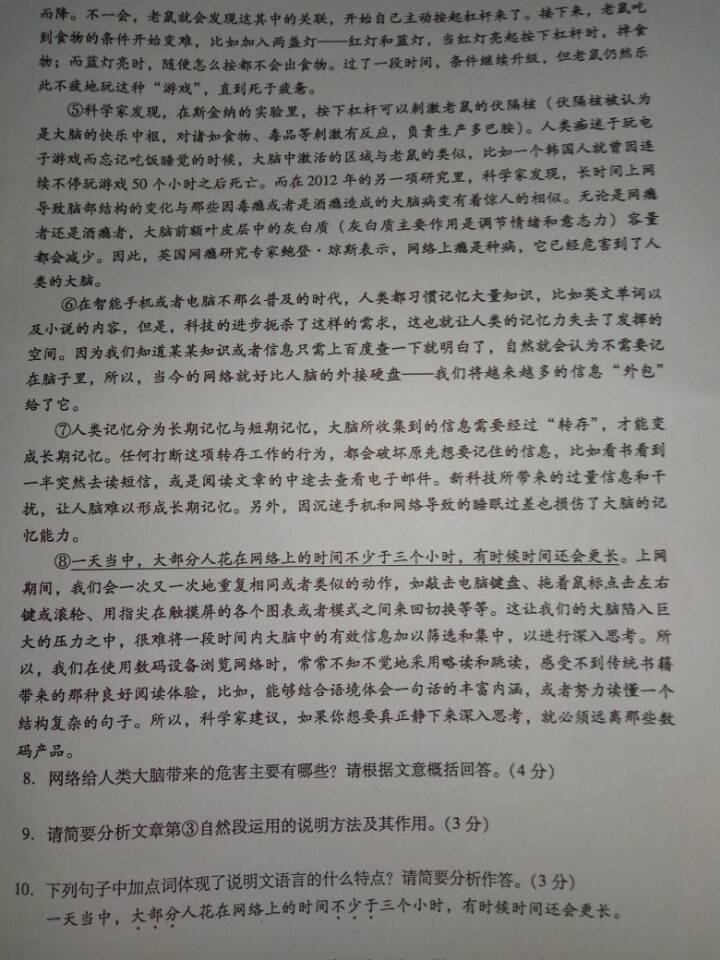 而降。不一会，老鼠就会发现这其中的关联，开始自己主动按起杠杆来了。接下来，老鼠吃
到食物的条件开始变难，比如加入两盏灯——红灯和蓝灯，当红灯亮起按下杠杆时，掉食
物；而蓝灯亮时，随便怎么按都不会出食物。过了一段时间，条件继续升级，但老鼠仍然乐
此不疲地玩这种“游戏”，直到死于疲惫。
⑤科学家发现，在斯金纳的实验里，按下杠杆可以刺激老鼠的伏隔核（伏隔核被认为
是大脑的快乐中枢，对诸如食物、毒品等刺激有反应，负责生产多巴胺）。人类痴迷于玩电
子游戏而忘记吃饭睡觉的时候，大脑中激活的区域与老鼠的类似，比如一个韩国人就曾因连
续不停玩游戏 50 个小时之后死亡。而在 2012 年的另一项研究里，科学家发现，长时间上网
导致脑部结构的变化与那些因毒瘾或者是酒瘾造成的大脑病变有着惊人的相似。无论是网瘾
者还是酒瘾者，大脑前额叶皮层中的灰白质（灰白质主要作用是调节情绪和意志力）容量
都会减少。因此，英国网瘾研究专家鲍登·琼斯表示，网络上瘾是种病，它已经危害到了人
类的大脑。
⑥在智能手机或者电脑不那么普及的时代，人类都习惯记忆大量知识，比如英文单词以
及小说的内容，但是，科技的进步扼杀了这样的需求，这也就让人类的记忆力失去了发挥的
空间。因为我们知道某某知识或者信息只需上百度查一下就明白了，自然就会认为不需要记
在脑子里，所以，当今的网络就好比人脑的外接硬盘——我们将越来越多的信息“外包”
给了它。
⑦人类记忆分为长期记忆与短期记忆，大脑所收集到的信息需要经过“转存”，才能变
成长期记忆。任何打断这项转存工作的行为，都会破坏原先想要记住的信息，比如看书看到
一半突然去读短信，或是阅读文章的中途去查看电子邮件。新科技所带来的过量信息和干
扰，让人脑难以形成长期记忆。另外，因沉迷手机和网络导致的睡眠过差也损伤了大脑的记
忆能力。
⑧一天当中，大部分人花在网络上的时间不少于三个小时，有时候时间还会更长。上网
期间，我们会一次又一次地重复相同或者类似的动作，如敲击电脑键盘、拖着鼠标点击左右
键或滚轮、用指尖在触摸屏的各个图表或者模式之间来回切换等等。这让我们的大脑陷入巨
大的压力之中，很难将一段时间内大脑中的有效信息加以筛选和集中，以进行深入思考。所
以，我们在使用数码设备浏览网络时，常常不知不觉地采用略读和跳读，感受不到传统书籍
带来的那种良好阅读体验，比如，能够结合语境体会一句话的丰富内涵，或者努力读懂一个
结构复杂的句子。所以，科学家建议，如果你想要真正静下来深入思考，就必须远离那些数
码产品。
8. 网络给人类大脑带来的危害主要有哪些？请根据文意概括回答。（4 分）
9. 请简要分析文章第③自然段运用的说明方法及其作用。（3 分）
10. 下列句子中加点词体现了说明文语言的什么特点？请简要分析作答。（3 分）
一天当中，大部分人花在网络上的时间不少于三个小时，有时候时间还会更长。